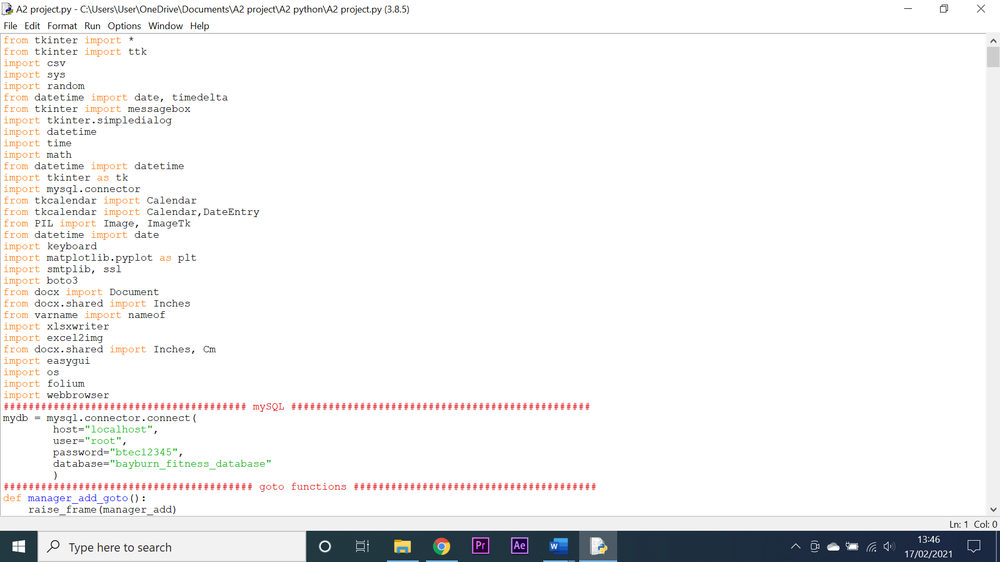 A2 project.py - C:\Users\User\OneDrive\Documents\A2 project\A2 python\A2 project.py (3.8.5)
File Edit Format Run Options Window Help
from tkinter import *
from tkinter import ttk
import csv
import sys
import random
from datetime import date, timedelta
from tkinter import messagebox
import tkinter.simpledialog
import datetime
import time
import math
from datetime import datetime
import tkinter as tk
import mysql.connector
from tkcalendar import Calendar
from tkcalendar import Calendar,DateEntry
from PIL import Image, ImageTk
from datetime import date
import keyboard
import matplotlib.pyplot as plt
import smtplib, ssl
import boto3
from docx import Document
from docx.shared import Inches
from varname import nameof
import xlsxwriter
import excel2img
from docx.shared import Inches, Cm
import easygui
import os
import folium
import webbrowser
####################################### mySQL ################################################
mydb = mysql.connector.connect(
        host="localhost",
        user="root",
        password="btec12345",
        database="bayburn_fitness_database"
        )
######################################## goto functions #######################################
def manager_add_goto():
    raise_frame(manager_add)
Ln: 1 Col: 0
Type here to search
Pr
Ae
W
13:46
17/02/2021